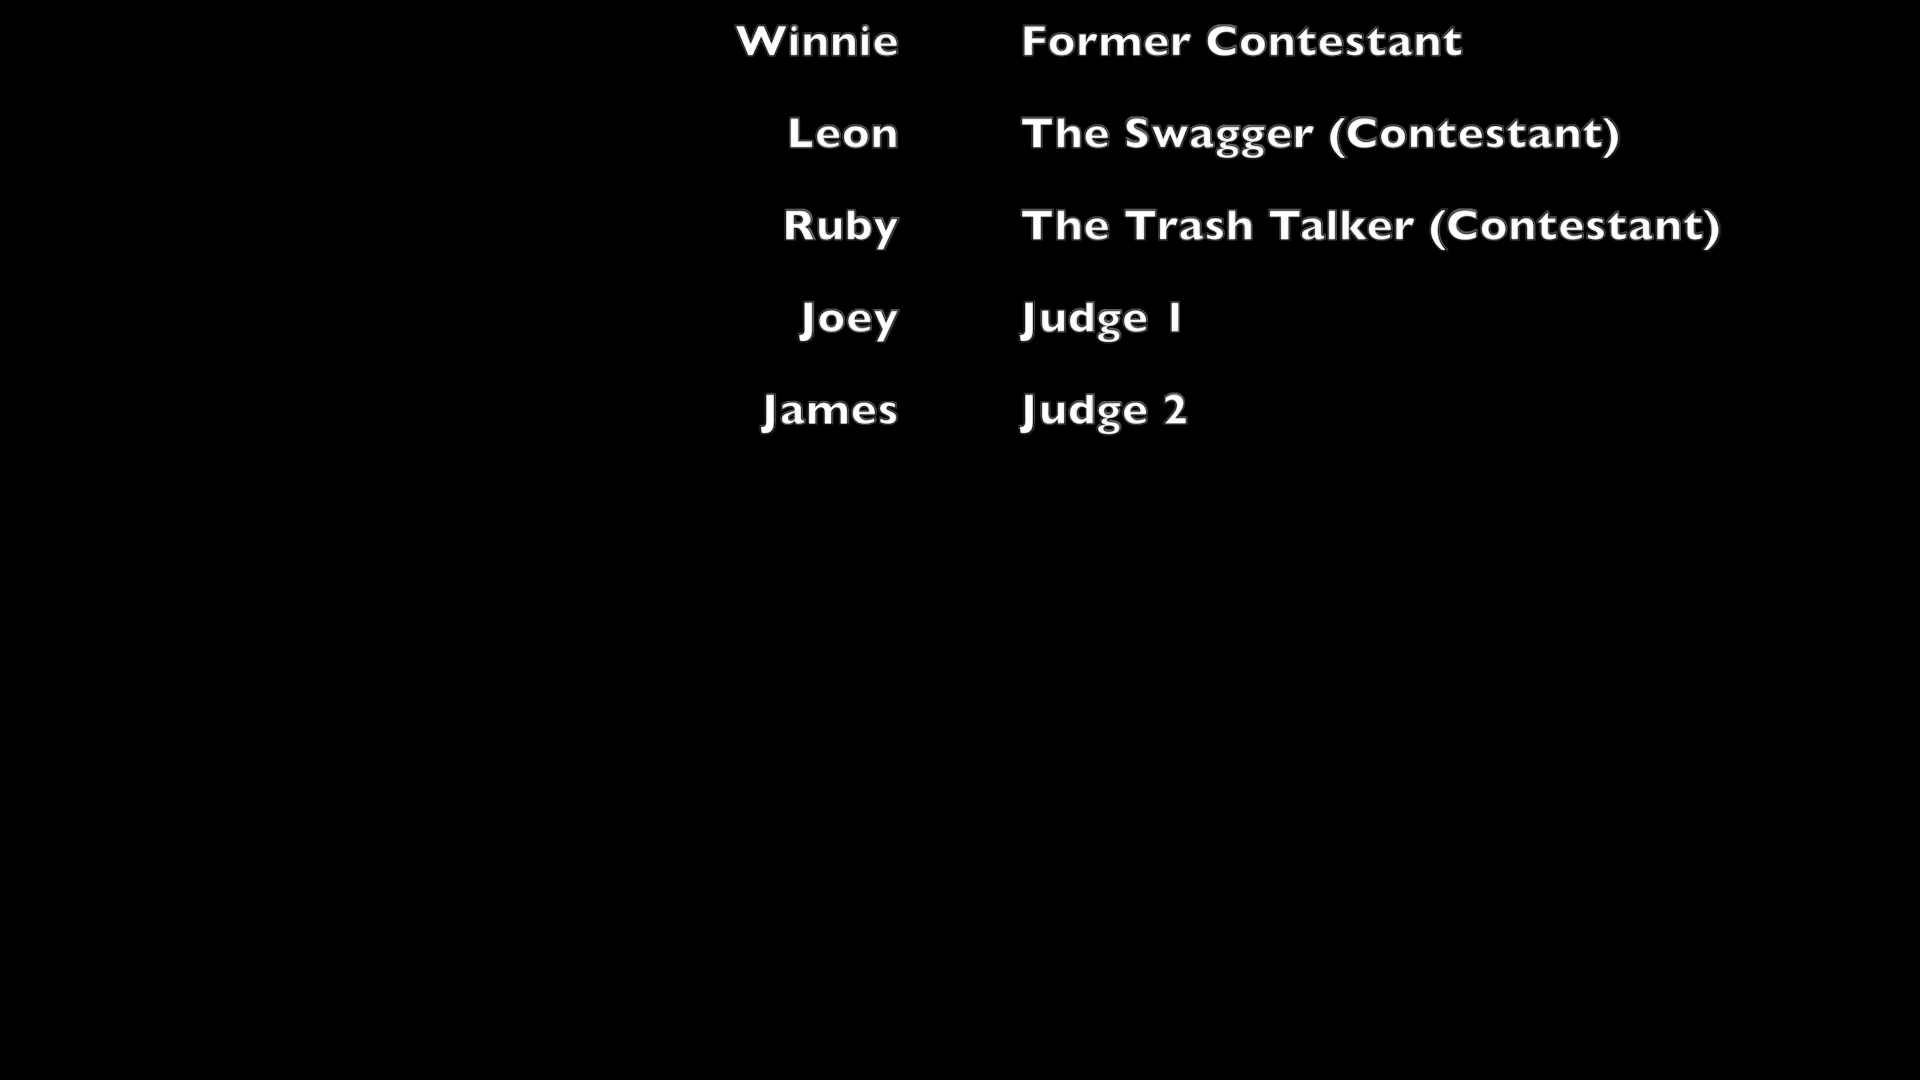 Winnie Former Contestant
Leon The Swagger (Contestant)
Ruby The Trash Talker (Contestant)
Joey Judge 1
James Judge 2